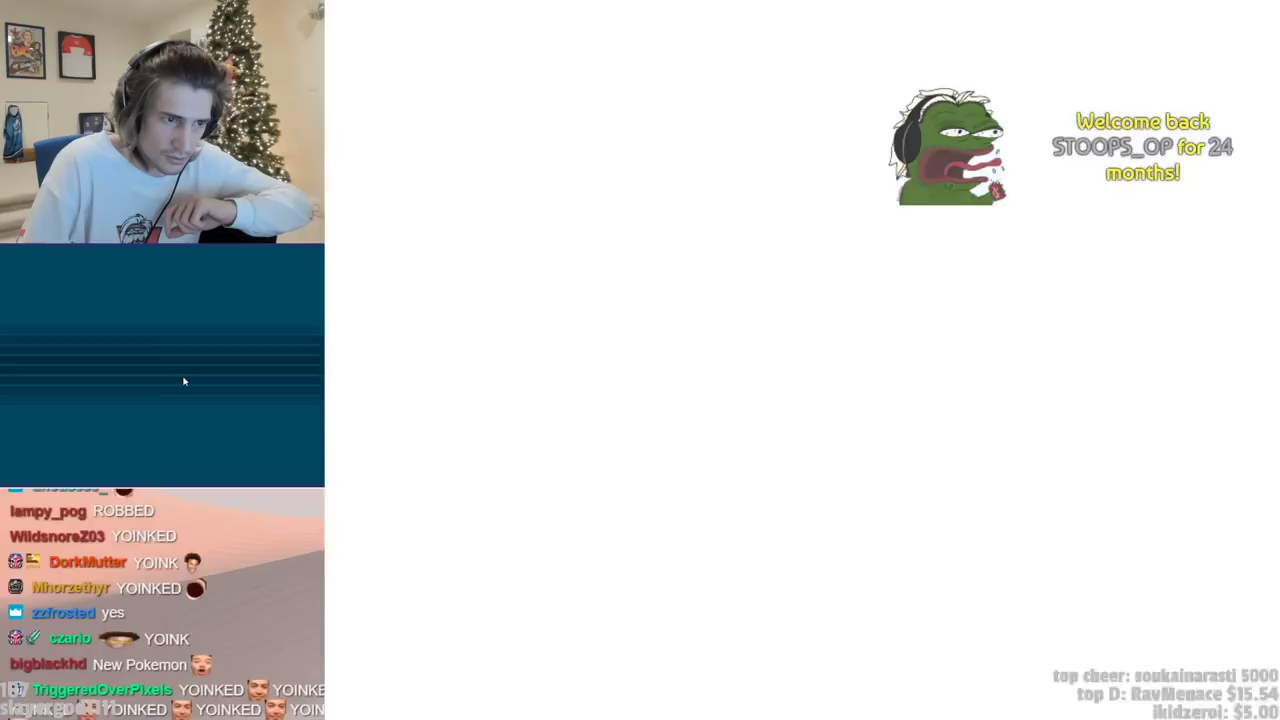 Welcome back
STOOPS_OP for 24
months!
lampy_pog ROBBED
WildsnoreZ03 YOINKED
DorkMutter YOINK
Mhorzethyr YOINKED
zzfrosted yes
czario YOINK
bigblackhd New Pokemon
TriggeredOverPixels YOINKED YOINKE
YOINKED YOINKED YOIN
top cheer: soukainarasti 5000
top D: RavMenace $15.54
ikidzeroi: $5.00